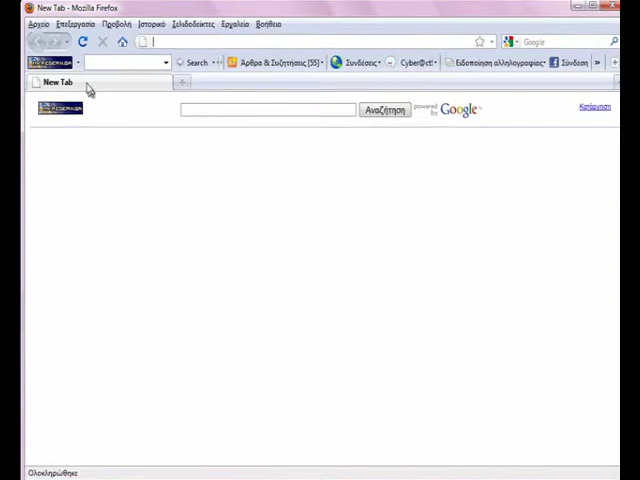 New Tab - Mozilla Firefox
Αρχείο Επεξεργασία Προβολή Ιστορικό Σελιδοδείκτες Εργαλεία Βοήθεια
Google
Search Άρθρα & Συζητήσεις [55] Συνδέσεις Cyber@ct! Ειδοποίηση αλληλογραφίας Σύνδεση »
New Tab
Αναζήτηση powered by Google™ Κατάργηση
Ολοκληρώθηκε